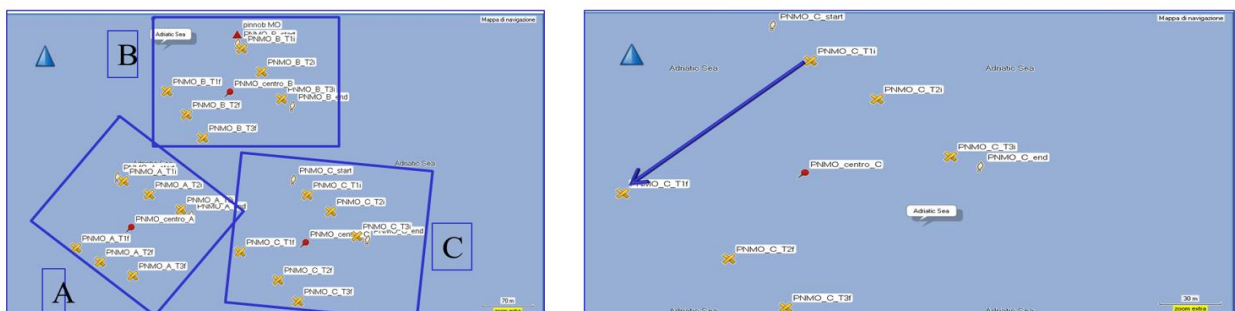 pinnob MO
Mappa di navigazione
Adriatic Sea
B
PNMO_B_T1i
PNMO_B_T2i
PNMO_B_T1f
PNMO_centro_B
PNMO_B_T3i
PNMO_B_end
PNMO_B_T2f
PNMO_B_T3f
Adriatic Sea
PNMO_A_T1i
PNMO_A_T2i
PNMO_centro_A
PNMO_A_T1f
PNMO_A_T2f
PNMO_A_T3f
A
PNMO_C_start
PNMO_C_T1i
PNMO_C_T2i
PNMO_C_T3i
PNMO_C_T1f
PNMO_C_T2f
PNMO_C_T3f
C
70 m
zoom extra
PNMO_C_start
Mappa di navigazione
PNMO_C_T1i
Adriatic Sea
Adriatic Sea
PNMO_C_T2i
PNMO_C_T3i
PNMO_C_end
PNMO_centro_C
PNMO_C_T1f
Adriatic Sea
PNMO_C_T2f
PNMO_C_T3f
Adriatic Sea
Adriatic Sea
30 m
zoom extra